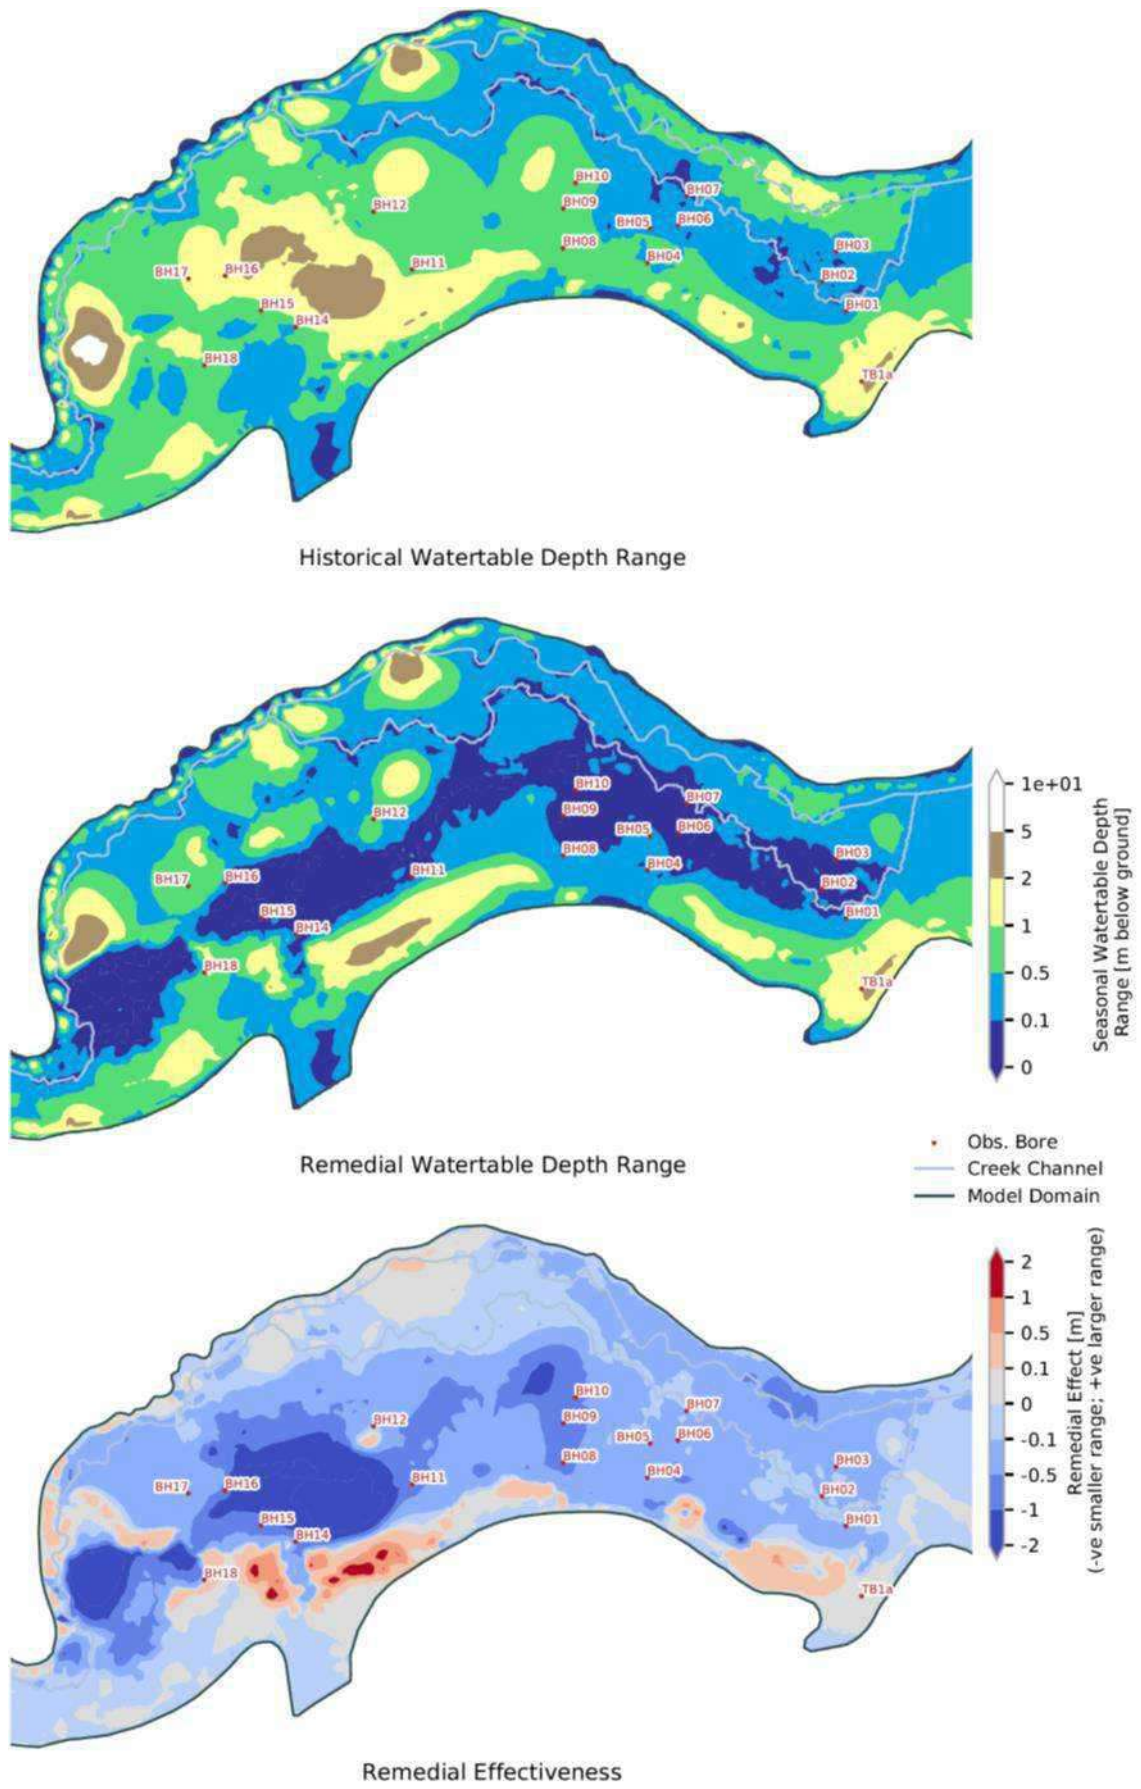 BH10
BH12
BH09
BH07
BH05
BH06
BH08
BH03
BH04
BH11
BH17
BH16
BH02
BH15
BH01
BH14
BH18
TB1a
Historical Watertable Depth Range
BH10
BH12
BH09
BH07
BH05
BH06
BH08
BH03
BH04
BH11
BH17
BH16
BH02
BH15
BH01
BH14
BH18
TB1a
1e+01
5
2
1
0.5
0.1
0
Seasonal Watertable Depth
Range [m below ground]
Remedial Watertable Depth Range
Obs. Bore
Creek Channel
Model Domain
BH10
BH12
BH09
BH07
BH05
BH06
BH08
BH03
BH04
BH11
BH17
BH16
BH02
BH15
BH01
BH14
BH18
TB1a
2
1
0.5
0.1
0
-0.1
-0.5
-1
-2
Remedial Effect [m]
(-ve smaller range; +ve larger range)
Remedial Effectiveness